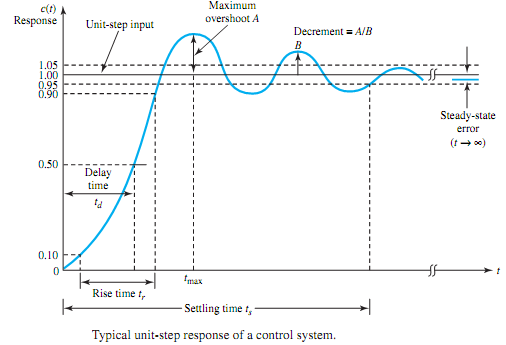 c(t)
Response
Unit-step input
Maximum
overshoot A
Decrement = A/B
B
1.05
1.00
0.95
0.90
Steady-state
error
(t → ∞)
0.50
Delay
time
t_d
0.10
0
t
Rise time t_r
t_max
Settling time t_s
Typical unit-step response of a control system.